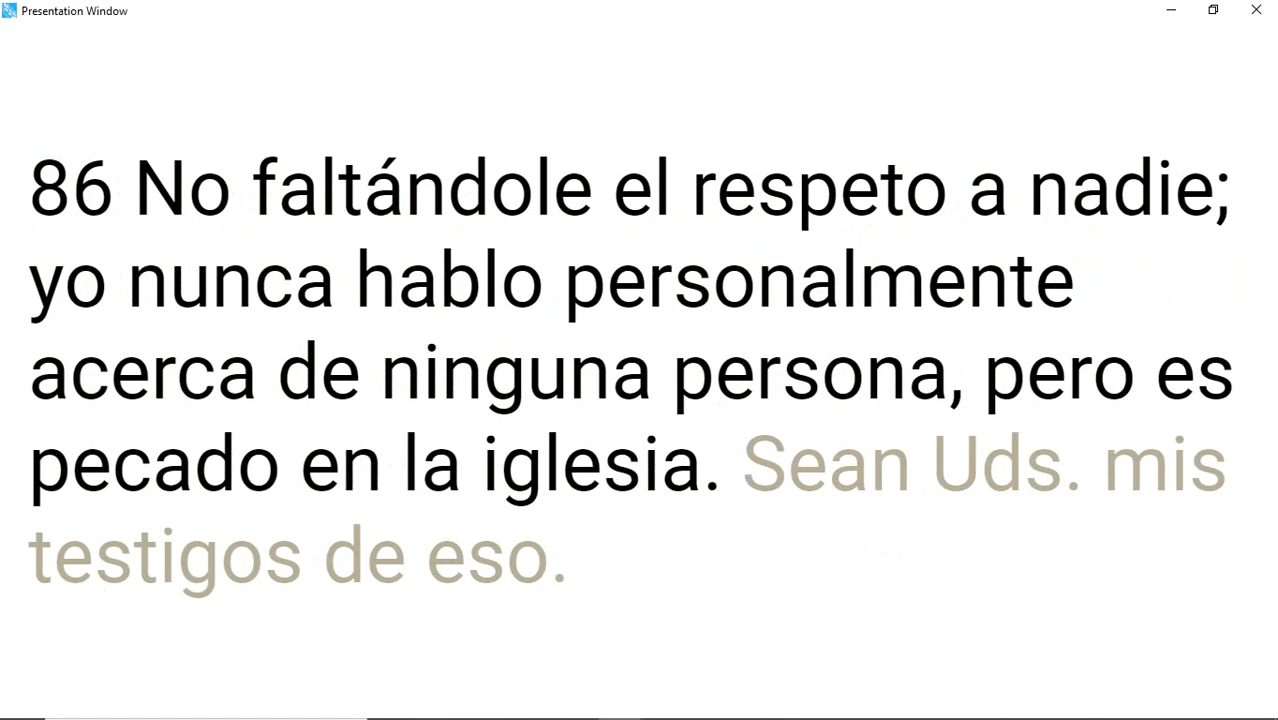 Presentation Window
86 No faltándole el respeto a nadie;
yo nunca hablo personalmente
acerca de ninguna persona, pero es
pecado en la iglesia. Sean Uds. mis
testigos de eso.